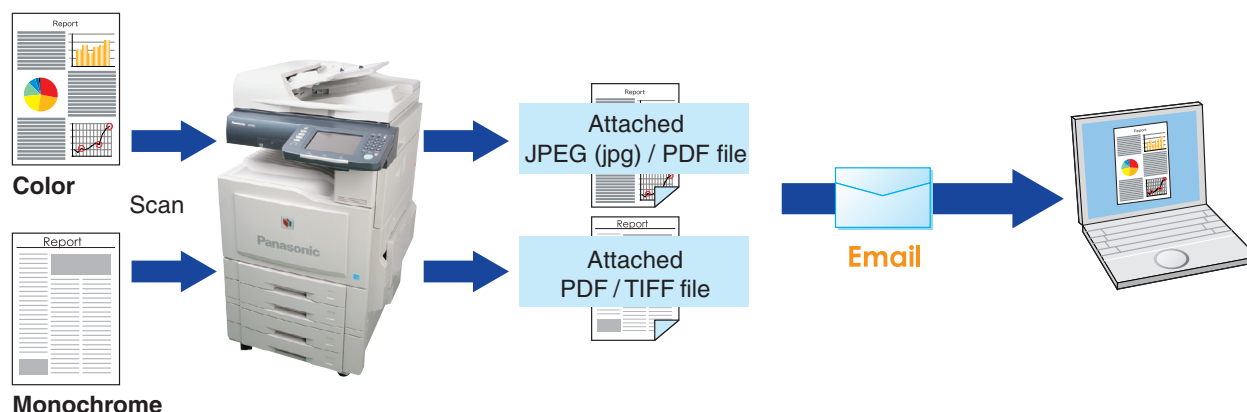 Report
Color
Scan
Report
Monochrome
Panasonic
Report
Attached
JPEG (jpg) / PDF file
Report
Attached
PDF / TIFF file
Email
Report